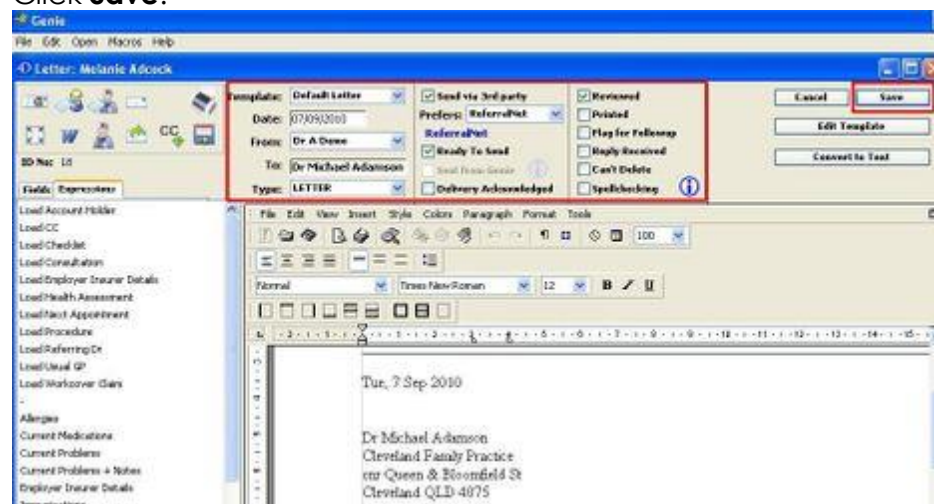 Click Save.
Genie
File Edit Open Macros Help
Letter: Melanie Adcock
Template: Default Letter
Date: 07/09/2010
From: Dr A Demo
To: Dr Michael Adamson
Type: LETTER
Send via 3rd party
Prefers: ReferralNet
ReferralNet
Ready To Send
Send From Genie
Delivery Acknowledged
Reviewed
Printed
Flag for Followup
Reply Received
Can't Delete
Spellchecking
Cancel Save
Edit Template
Convert to Text
CC
ID No: 18
Fields Expressions
Load Account Holder
Load CC
Load Checklist
Load Consultation
Load Employer Insurer Details
Load Health Assessment
Load Next Appointment
Load Procedure
Load Referring Dr
Load Usual GP
Load Workcover Claim
-
Allergies
Current Medications
Current Problems
Current Problems + Notes
Employer Insurer Details
File Edit View Insert Style Colors Paragraph Format Tools
100
Normal Times New Roman 12 B I U
Tue, 7 Sep 2010
Dr Michael Adamson
Cleveland Family Practice
cnr Queen & Bloomfield St
Cleveland QLD 4075